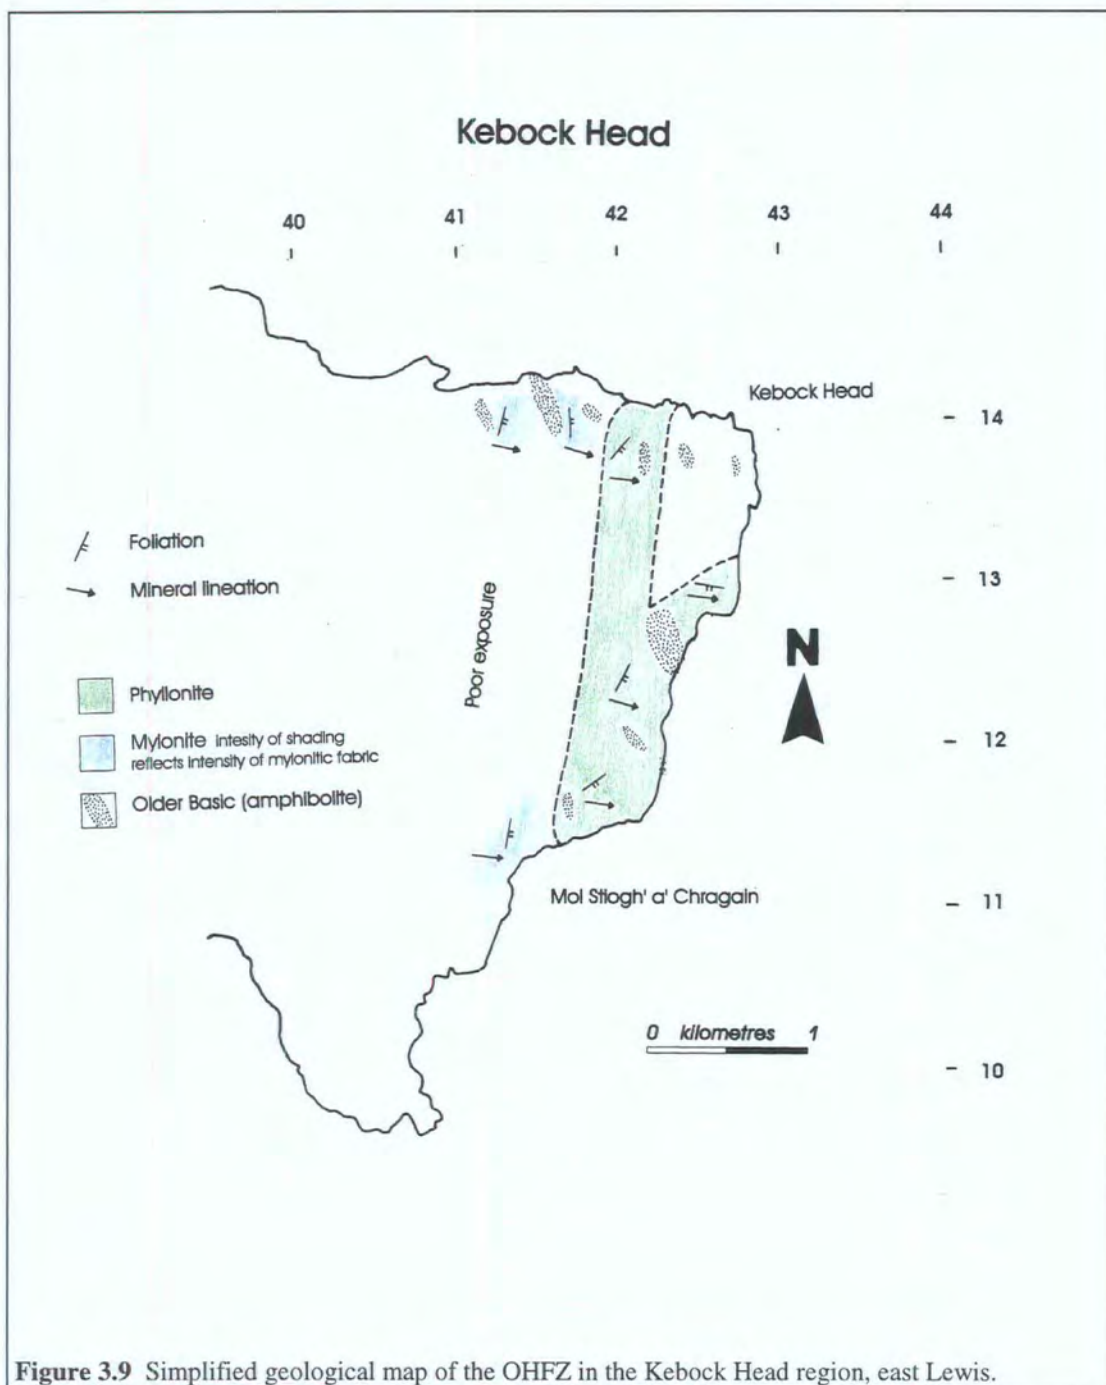 Kebock Head
40 41 42 43 44
Kebock Head
14
13
12
11
10
Foliation
Mineral lineation
Poor exposure
N
Phyllonite
Mylonite intesity of shading
reflects intensity of mylonitic fabric
Older Basic (amphibolite)
Mol Stiogh' a' Chragain
0 kilometres 1
Figure 3.9 Simplified geological map of the OHFZ in the Kebock Head region, east Lewis.